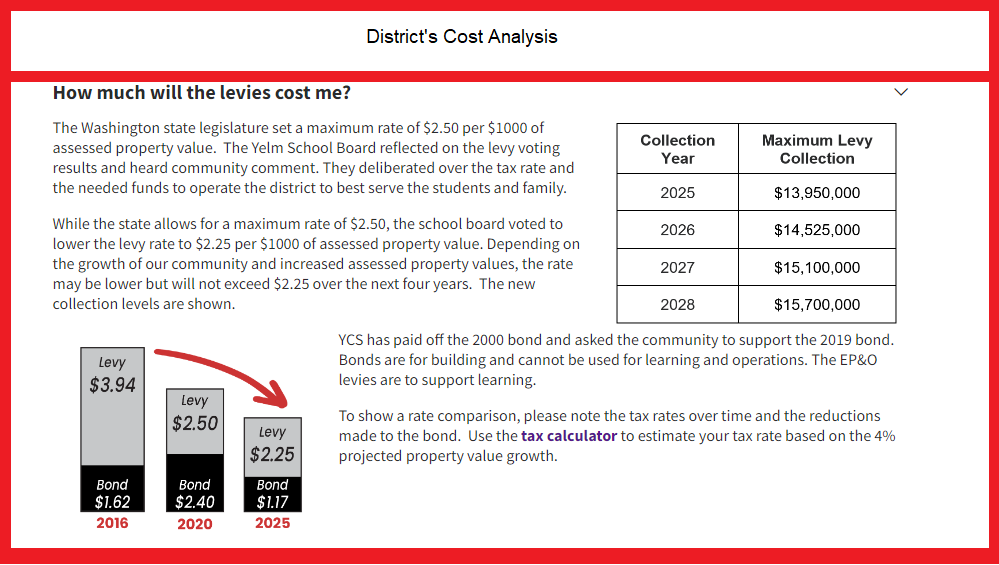 District's Cost Analysis
How much will the levies cost me?
The Washington state legislature set a maximum rate of $2.50 per $1000 of
assessed property value.  The Yelm School Board reflected on the levy voting
results and heard community comment. They deliberated over the tax rate and
the needed funds to operate the district to best serve the students and family.
While the state allows for a maximum rate of $2.50, the school board voted to
lower the levy rate to $2.25 per $1000 of assessed property value. Depending on
the growth of our community and increased assessed property values, the rate
may be lower but will not exceed $2.25 over the next four years.  The new
collection levels are shown.
Collection Year Maximum Levy Collection
2025 $13,950,000
2026 $14,525,000
2027 $15,100,000
2028 $15,700,000
Levy
$3.94
Bond
$1.62
2016
Levy
$2.50
Bond
$2.40
2020
Levy
$2.25
Bond
$1.17
2025
YCS has paid off the 2000 bond and asked the community to support the 2019 bond.
Bonds are for building and cannot be used for learning and operations. The EP&O
levies are to support learning.
To show a rate comparison, please note the tax rates over time and the reductions
made to the bond.  Use the tax calculator to estimate your tax rate based on the 4%
projected property value growth.